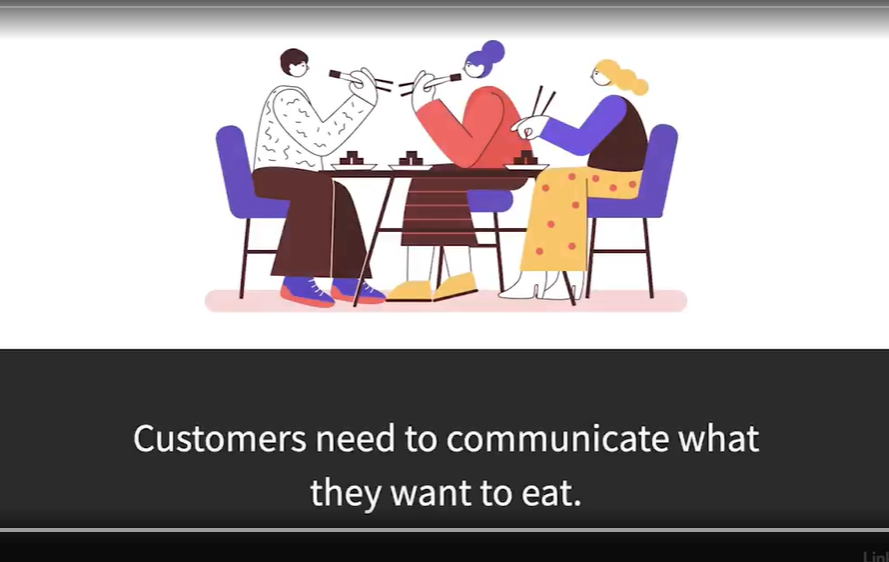 Customers need to communicate what
they want to eat.